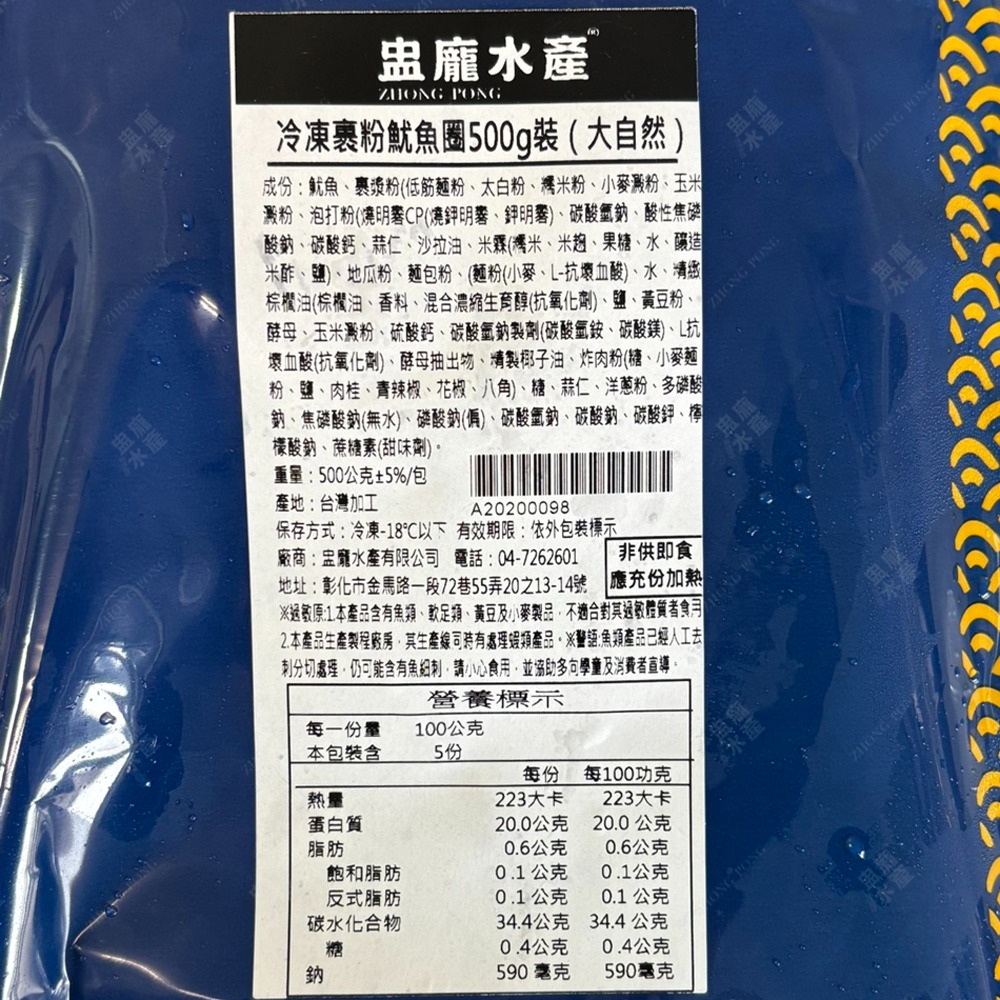 盅龐水產
ZHONG PONG
冷凍裹粉魷魚圈500g裝(大自然)
成份:魷魚、裹漿粉(低筋麵粉、太白粉、糯米粉、小麥澱粉、玉米
澱粉、泡打粉(燒明礬CP(燒鉀明礬、鉀明礬)、碳酸氫鈉、酸性焦磷
酸鈉、碳酸鈣、蒜仁、沙拉油、米霖(糯米、米麴、果糖、水、釀造
米醋、鹽)、地瓜粉、麵包粉、(麵粉(小麥、L-抗壞血酸)、水、精緻
棕櫚油(棕櫚油、香料、混合濃縮生育醇(抗氧化劑)、鹽、黃豆粉、
酵母、玉米澱粉、硫酸鈣、碳酸氫鈉製劑(碳酸氫銨、碳酸鎂)、L抗
壞血酸(抗氧化劑)、酵母抽出物、精製椰子油、炸肉粉(糖、小麥麵
粉、鹽、肉桂、青辣椒、花椒、八角)、糖、蒜仁、洋蔥粉、多磷酸
鈉、焦磷酸鈉(無水)、磷酸鈉(偏)、碳酸氫鈉、碳酸鈉、碳酸鉀、檸
檬酸鈉、蔗糖素(甜味劑)。
重量:500公克±5%/包
產地:台灣加工
A20200098
保存方式:冷凍-18℃以下 有效期限:依外包裝標示
廠商:盅龐水產有限公司 電話:04-7262601
地址:彰化市金馬路一段72巷55弄20之13-14號
非供即食
應充份加熱
※過敏原:1.本產品含有魚類、軟足類、黃豆及小麥製品,不適合對其過敏體質者食用
2.本產品生產製程廠房,其生產線同時有處理蝦類產品。※警語:魚類產品已經人工去
刺分切處理,仍可能含有魚細刺,請小心食用,並協助多向學童及消費者宣導。
營養標示
每一份量 100公克
本包裝含 5份
每份 每100功克
熱量 223大卡 223大卡
蛋白質 20.0公克 20.0 公克
脂肪 0.6公克 0.6公克
飽和脂肪 0.1公克 0.1公克
反式脂肪 0.1公克 0.1公克
碳水化合物 34.4公克 34.4 公克
糖 0.4公克 0.4公克
鈉 590 毫克 590毫克